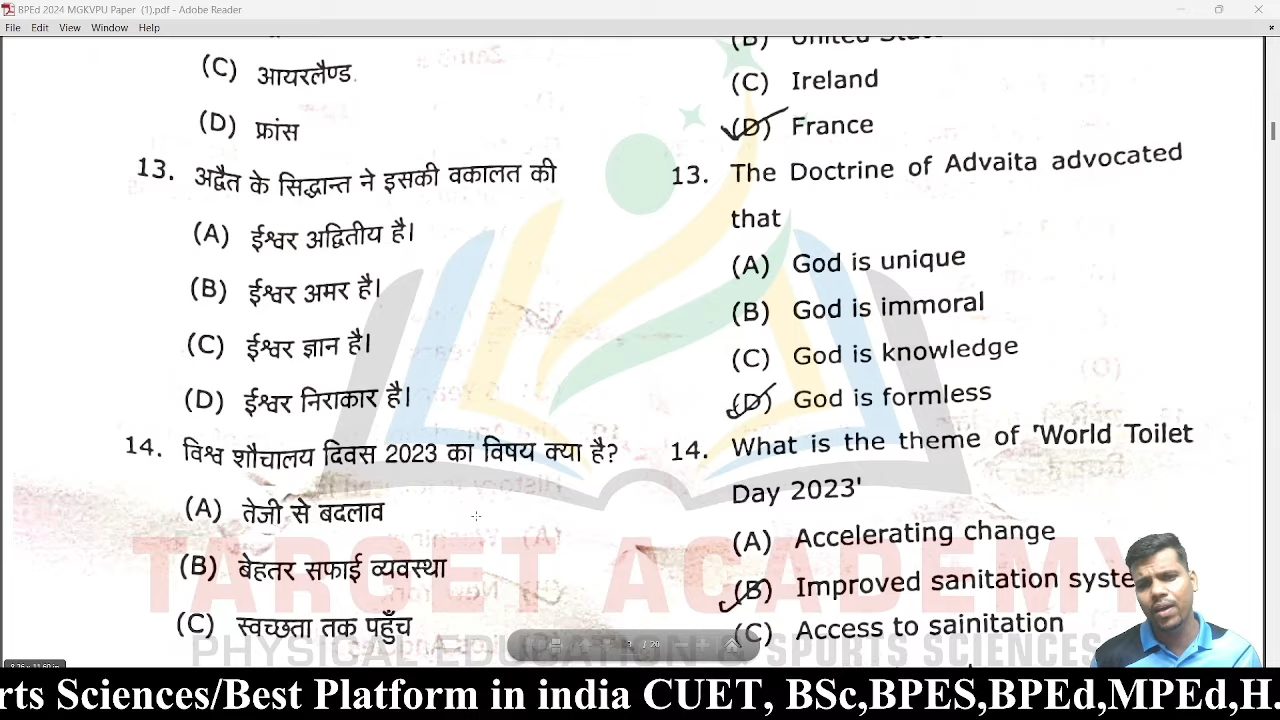 BPEd 2024 MGKVPU Paper (1).pdf - Adobe Reader
File Edit View Window Help
(C) आयरलैण्ड
(D) फ्रांस
13. अद्वैत के सिद्धान्त ने इसकी वकालत की
(A) ईश्वर अद्वितीय है।
(B) ईश्वर अमर है।
(C) ईश्वर ज्ञान है।
(D) ईश्वर निराकार है।
14. विश्व शौचालय दिवस 2023 का विषय क्या है?
(A) तेजी से बदलाव
(B) बेहतर सफाई व्यवस्था
(C) स्वच्छता तक पहुँच
(B) United
(C) Ireland
(D) France
13. The Doctrine of Advaita advocated
that
(A) God is unique
(B) God is immoral
(C) God is knowledge
(D) God is formless
14. What is the theme of 'World Toilet
Day 2023'
(A) Accelerating change
(B) Improved sanitation syste
(C) Access to sainitation
TARGET ACADEMY
PHYSICAL EDUCATION & SPORTS SCIENCES
rts Sciences/Best Platform in india CUET, BSc,BPES,BPEd,MPEd,H.